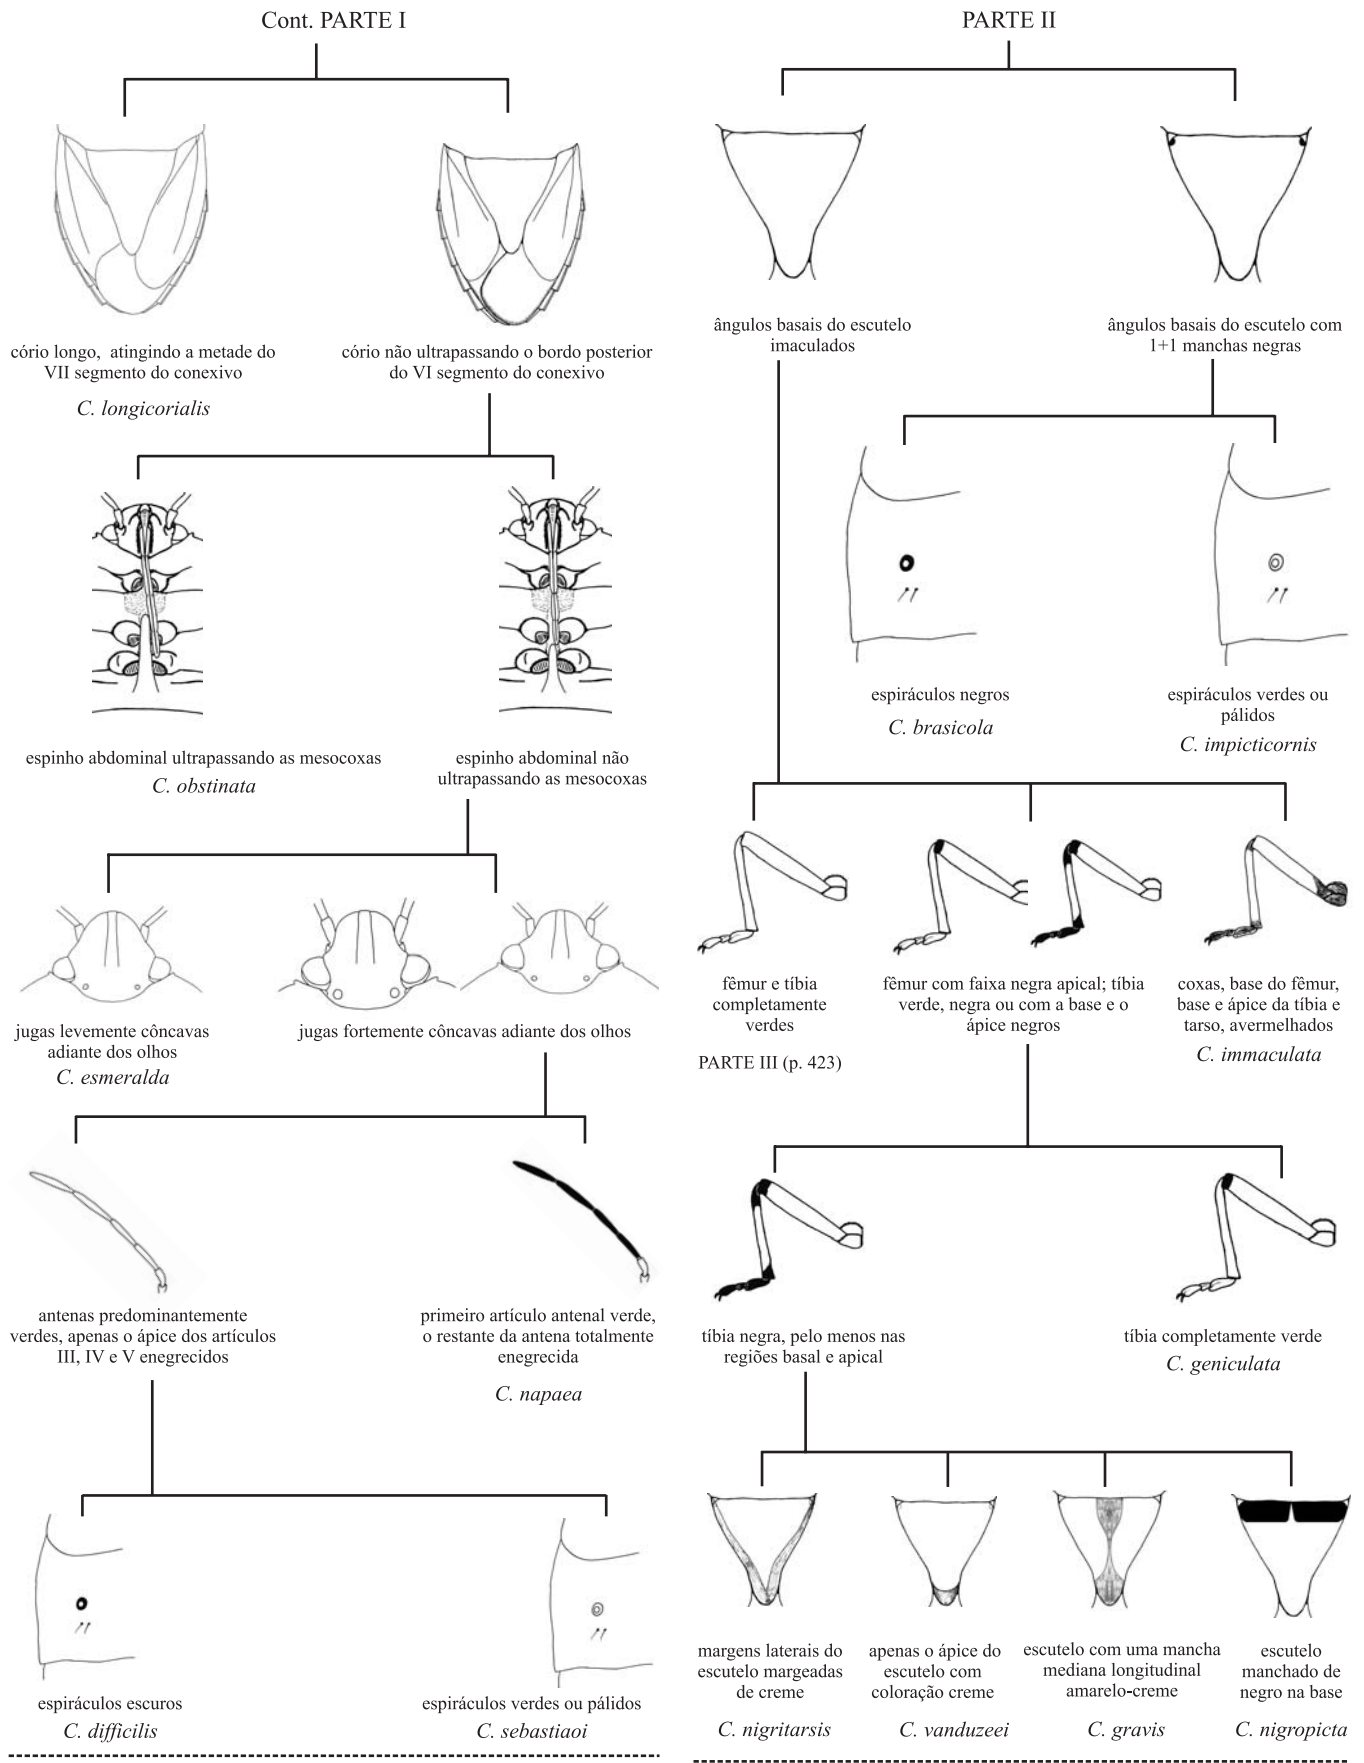 Cont. PARTE I
cório longo, atingindo a metade do
VII segmento do conexivo
C. longicorialis
cório não ultrapassando o bordo posterior
do VI segmento do conexivo
espinho abdominal ultrapassando as mesocoxas
C. obstinata
espinho abdominal não
ultrapassando as mesocoxas
jugas levemente côncavas
adiante dos olhos
C. esmeralda
jugas fortemente côncavas adiante dos olhos
antenas predominantemente
verdes, apenas o ápice dos artículos
III, IV e V enegrecidos
primeiro artículo antenal verde,
o restante da antena totalmente
enegrecida
C. napaea
espiráculos escuros
C. difficilis
espiráculos verdes ou pálidos
C. sebastiaoi
PARTE II
ângulos basais do escutelo
imaculados
ângulos basais do escutelo com
1+1 manchas negras
espiráculos negros
C. brasicola
espiráculos verdes ou
pálidos
C. impicticornis
fêmur e tíbia
completamente
verdes
PARTE III (p. 423)
fêmur com faixa negra apical; tíbia
verde, negra ou com a base e o
ápice negros
coxas, base do fêmur,
base e ápice da tíbia e
tarso, avermelhados
C. immaculata
tíbia negra, pelo menos nas
regiões basal e apical
tíbia completamente verde
C. geniculata
margens laterais do
escutelo margeadas
de creme
C. nigritarsis
apenas o ápice do
escutelo com
coloração creme
C. vanduzeei
escutelo com uma mancha
mediana longitudinal
amarelo-creme
C. gravis
escutelo
manchado de
negro na base
C. nigropicta